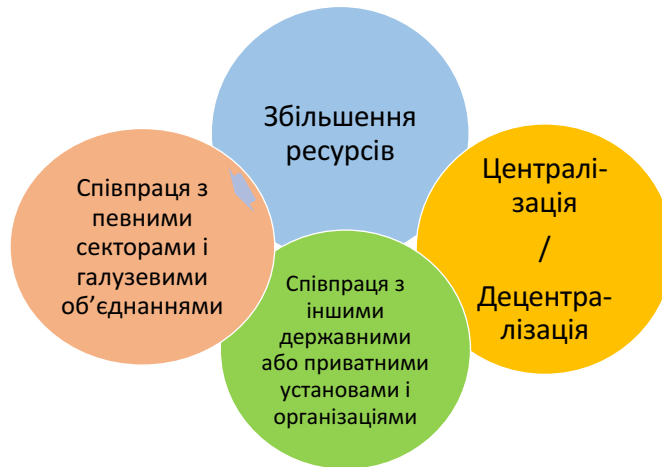 Збільшення
ресурсів
Співпраця з
певними
секторами і
галузевими
об’єднаннями
Централі-
зація
/
Децентра-
лізація
Співпраця з
іншими
державними
або приватними
установами і
організаціями